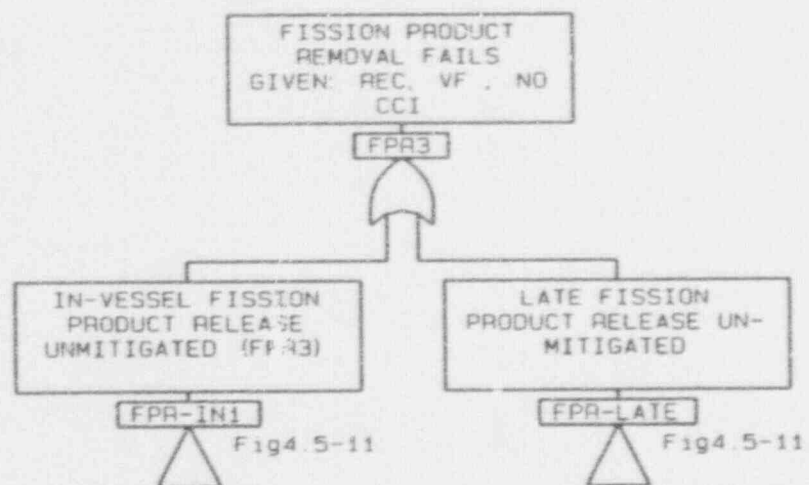 FISSION PRODUCT
REMOVAL FAILS
GIVEN: REC, VF , NO
CCI
FPR3
IN-VESSEL FISSION
PRODUCT RELEASE
UNMITIGATED (FPR3)
LATE FISSION
PRODUCT RELEASE UN-
MITIGATED
FPR-IN1
Fig4.5-11
FPR-LATE
Fig4.5-11